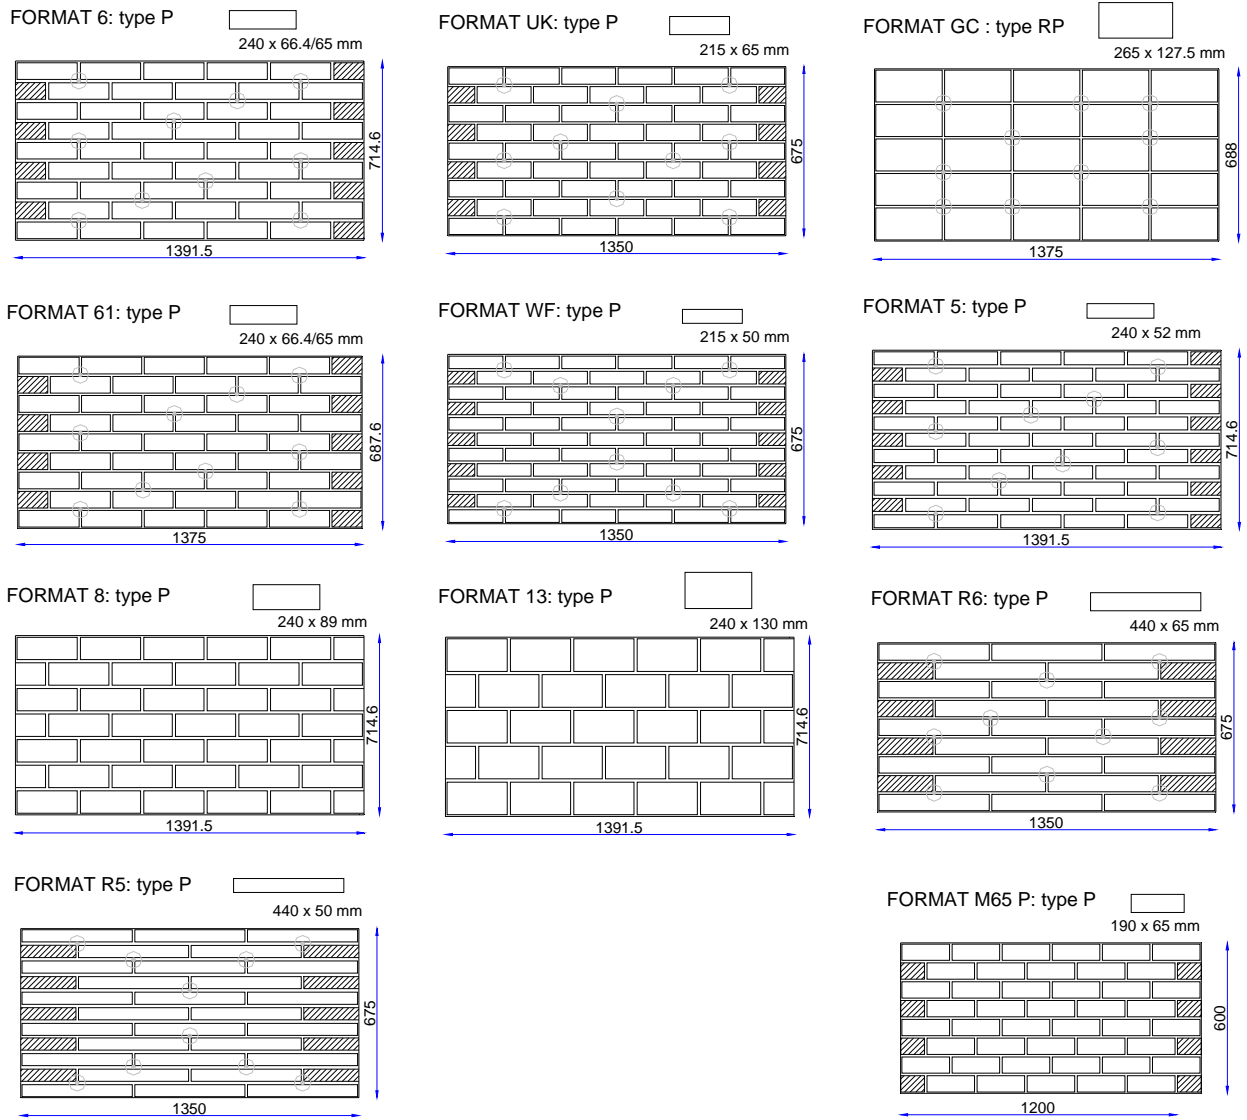 FORMAT 6: type P
240 x 66.4/65 mm
714.6
1391.5
FORMAT UK: type P
215 x 65 mm
675
1350
FORMAT GC : type RP
265 x 127.5 mm
688
1375
FORMAT 61: type P
240 x 66.4/65 mm
687.6
1375
FORMAT WF: type P
215 x 50 mm
675
1350
FORMAT 5: type P
240 x 52 mm
714.6
1391.5
FORMAT 8: type P
240 x 89 mm
714.6
1391.5
FORMAT 13: type P
240 x 130 mm
714.6
1391.5
FORMAT R6: type P
440 x 65 mm
675
1350
FORMAT R5: type P
440 x 50 mm
675
1350
FORMAT M65 P: type P
190 x 65 mm
600
1200